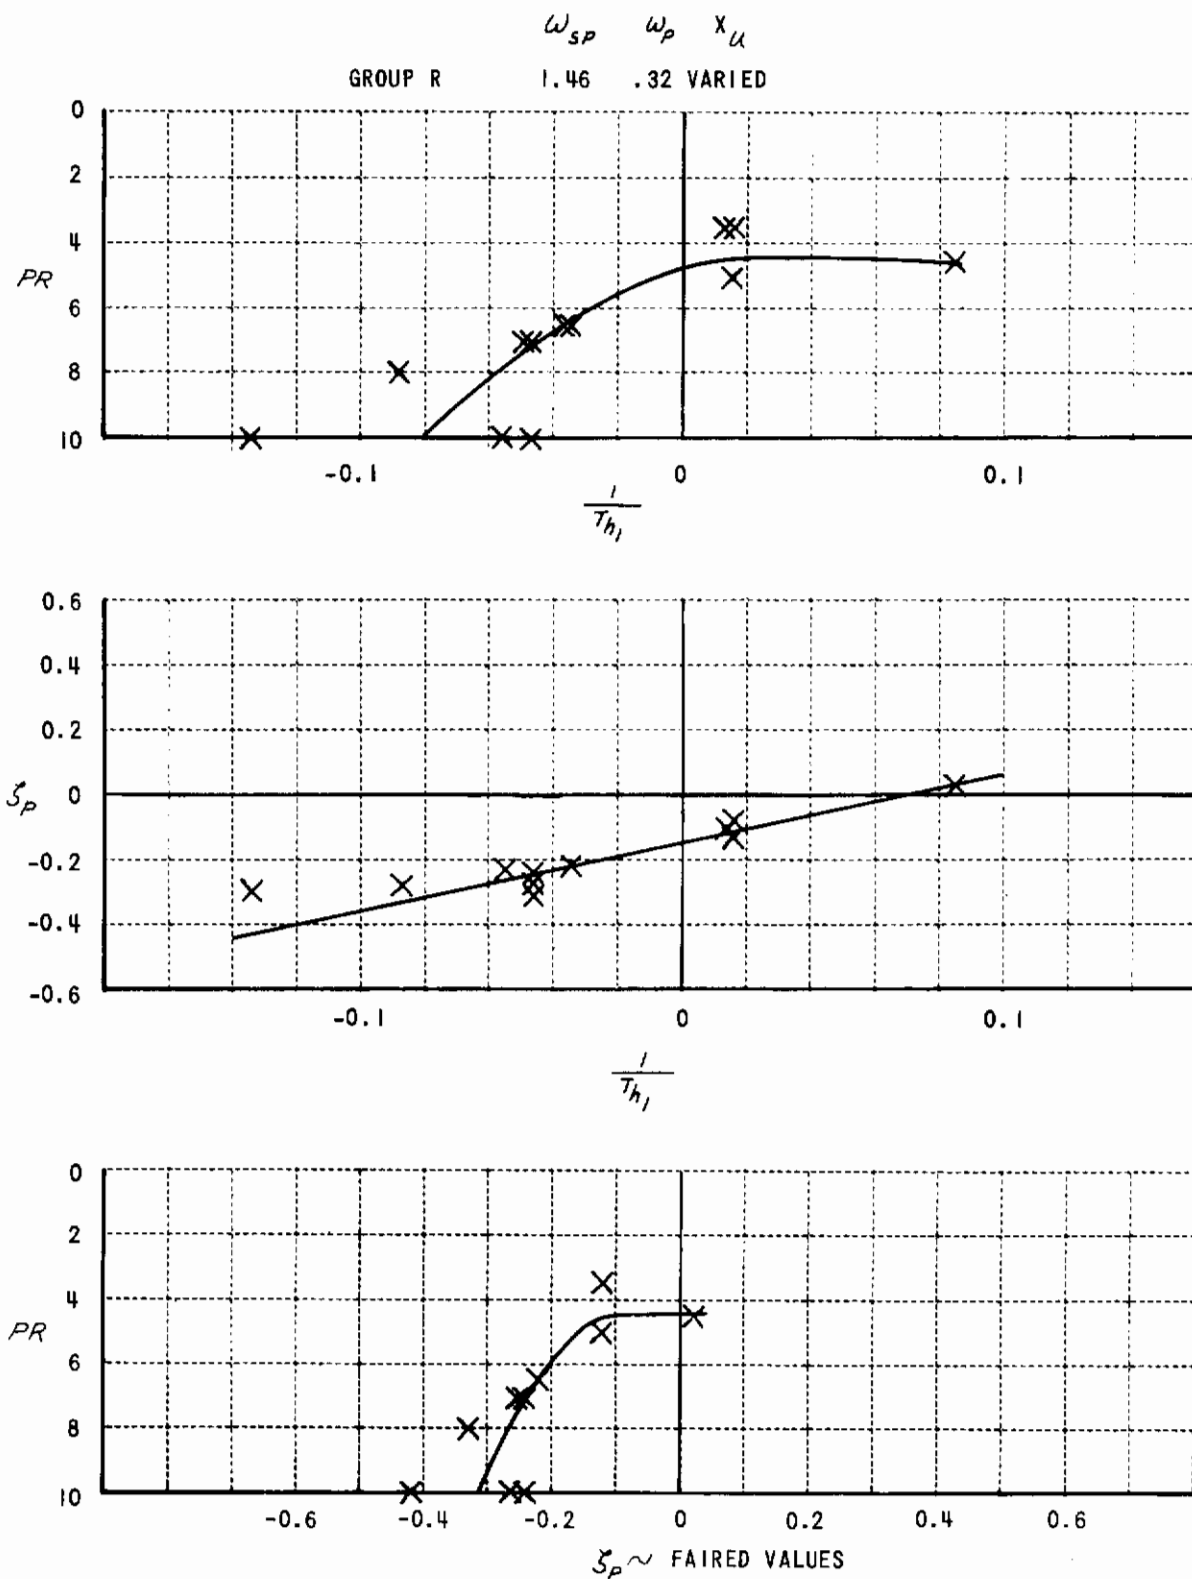 ω_sp ω_p X_u
GROUP R 1.46 .32 VARIED
0
2
4
PR
6
8
10
-0.1 0 0.1
1/T_h1
0.6
0.4
0.2
ζ_p 0
-0.2
-0.4
-0.6
-0.1 0 0.1
1/T_h1
0
2
4
PR
6
8
10
-0.6 -0.4 -0.2 0 0.2 0.4 0.6
ζ_p ~ FAIRED VALUES